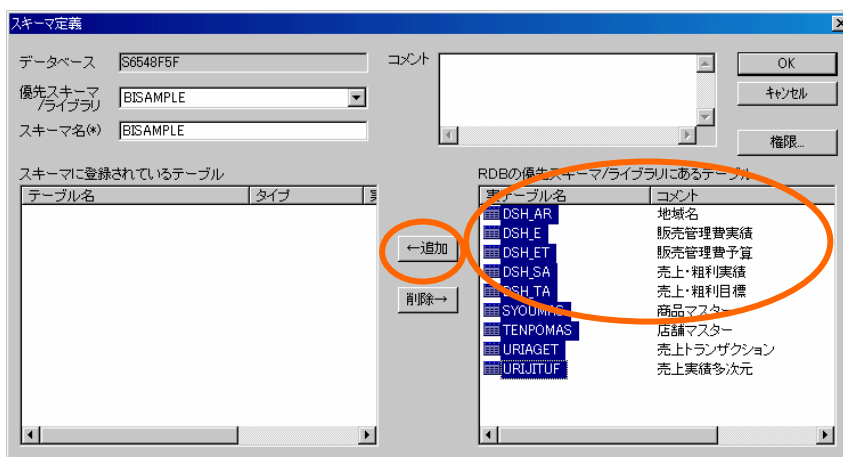 スキーマ定義
データベース S6548F5F
優先スキーマ
/ライブラリ BISAMPLE
スキーマ名(*) BISAMPLE
コメント
OK
キャンセル
権限...
スキーマに登録されているテーブル
テーブル名 タイプ
←追加
削除→
RDBの優先スキーマ/ライブラリにあるテーブル
実テーブル名 コメント
DSH_AR 地域名
DSH_E 販売管理費実績
DSH_ET 販売管理費予算
DSH_SA 売上・粗利実績
DSH_TA 売上・粗利目標
SYOUMAS 商品マスター
TENPOMAS 店舗マスター
URIAGET 売上トランザクション
URIJITUF 売上実績多次元